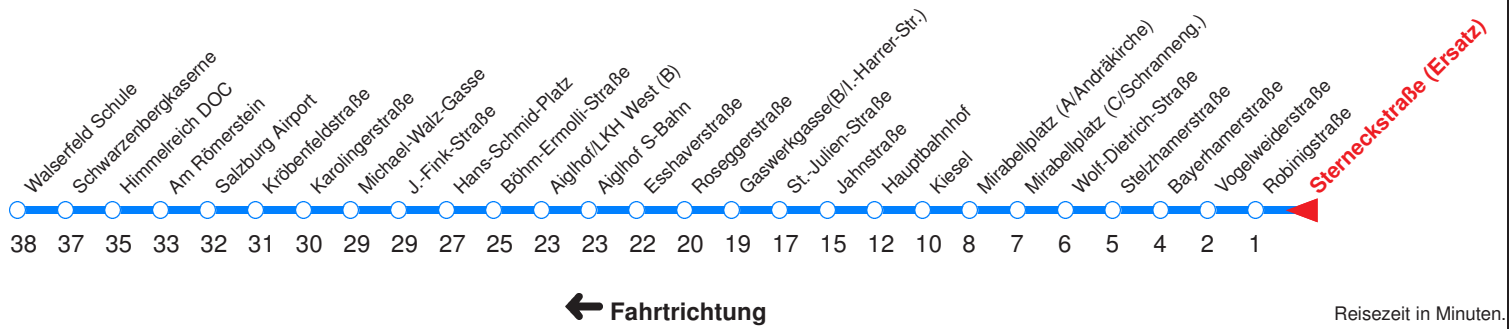 Walserfeld Schule
Schwarzenbergkaserne
Himmelreich DOC
Am Römerstein
Salzburg Airport
Kröbenfeldstraße
Karolingerstraße
Michael-Walz-Gasse
J.-Fink-Straße
Hans-Schmid-Platz
Böhm-Ermolli-Straße
Aiglhof/LKH West (B)
Aiglhof S-Bahn
Esshaverstraße
Roseggerstraße
Gaswerkgasse(B/I.-Harrer-Str.)
St.-Julien-Straße
Jahnstraße
Hauptbahnhof
Kiesel
Mirabellplatz (A/Andräkirche)
Mirabellplatz (C/Schranneng.)
Wolf-Dietrich-Straße
Stelzhamerstraße
Bayerhamerstraße
Vogelweiderstraße
Robinigstraße
Sterneckstraße (Ersatz)
38 37 35 33 32 31 30 29 29 27 25 23 23 22 20 19 17 15 12 10 8 7 6 5 4 2 1
Fahrtrichtung
Reisezeit in Minuten.